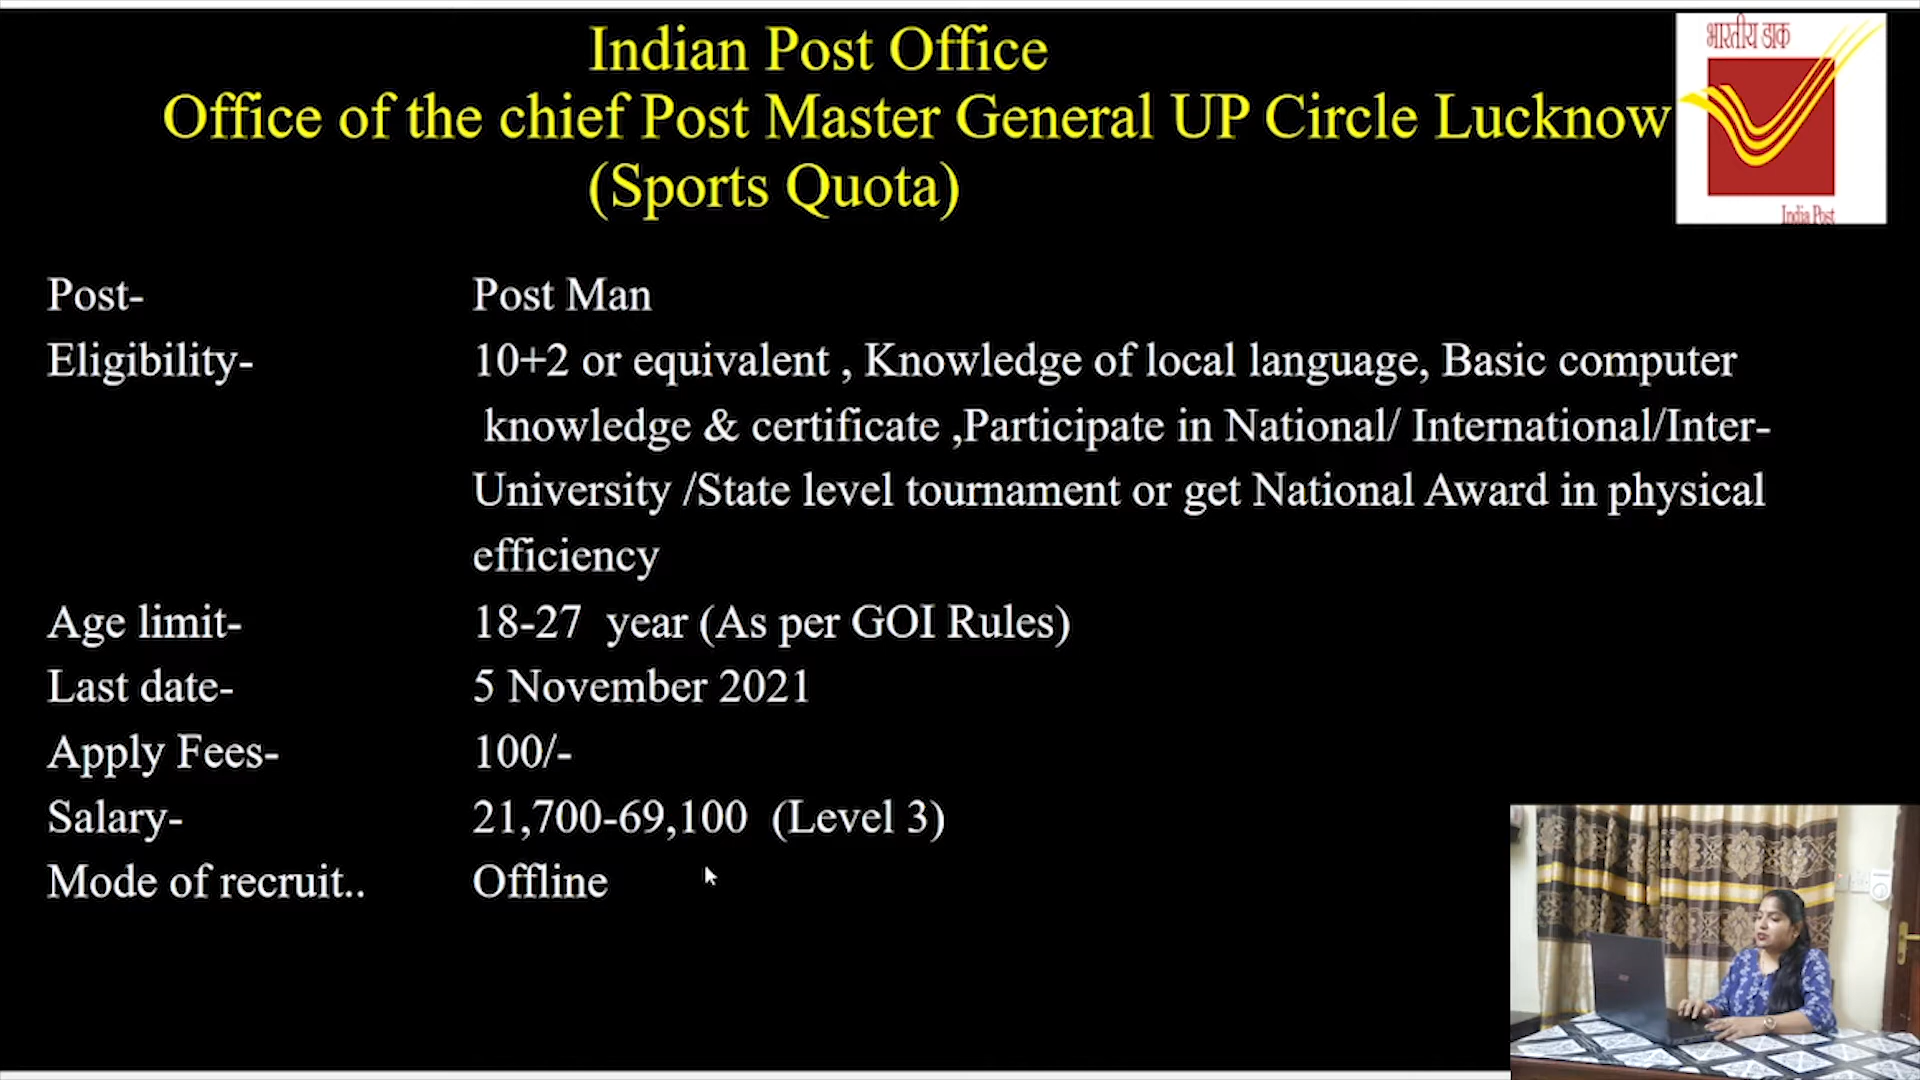 Indian Post Office
Office of the chief Post Master General UP Circle Lucknow
(Sports Quota)
भारतीय डाक
India Post
Post- Post Man
Eligibility- 10+2 or equivalent , Knowledge of local language, Basic computer
knowledge & certificate ,Participate in National/ International/Inter-
University /State level tournament or get National Award in physical
efficiency
Age limit- 18-27 year (As per GOI Rules)
Last date- 5 November 2021
Apply Fees- 100/-
Salary- 21,700-69,100 (Level 3)
Mode of recruit.. Offline